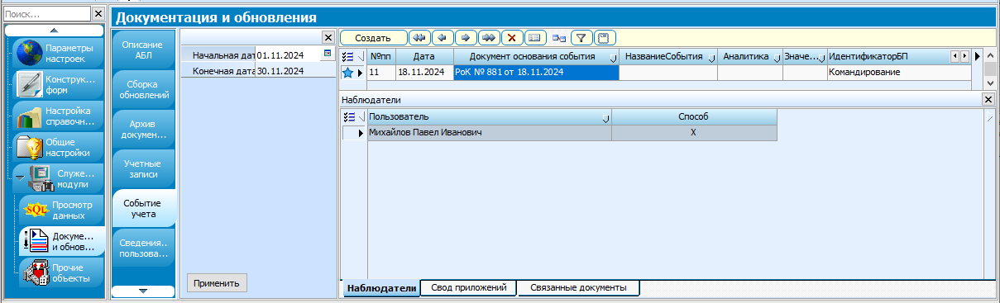 Поиск...
Параметры
настроек
Конструк...
форм
Настройка
справочн...
Общие
настройки
Служе...
модули
SQL
Просмотр
данных
Докуме...
и обнов...
Прочие
объекты
Документация и обновления
Описание
АБЛ
Сборка
обновлений
Архив
докумен...
Учетные
записи
Событие
учета
Сведения..
пользова...
Начальная дат 01.11.2024
Конечная дата 30.11.2024
Применить
Создать
№пп Дата Документ основания события НазваниеСобытия Аналитика Значе... ИдентификаторБП
11 18.11.2024 РоК № 881 от 18.11.2024 Командирование
Наблюдатели
Пользователь Способ
Михайлов Павел Иванович X
Наблюдатели Свод приложений Связанные документы